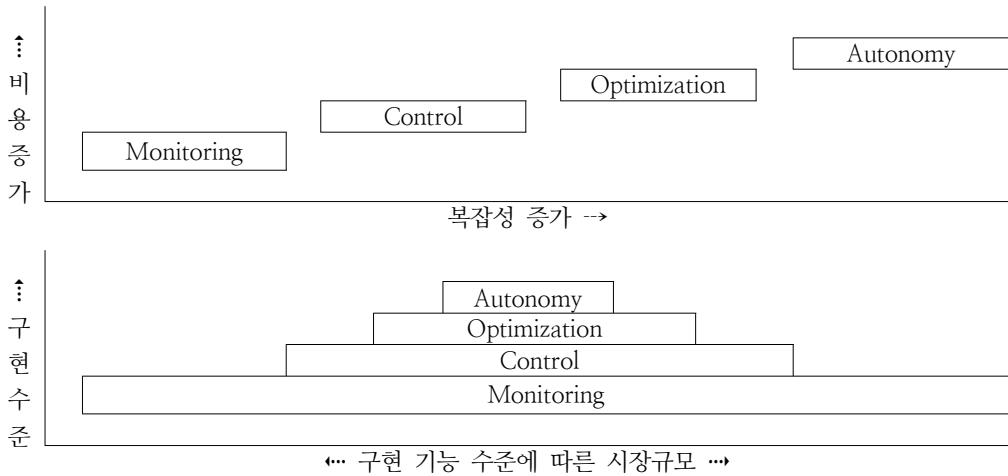 비용증가
Autonomy
Optimization
Control
Monitoring
복잡성 증가 ⇢
구현수준
Autonomy
Optimization
Control
Monitoring
⇠ 구현 기능 수준에 따른 시장규모 ⇢